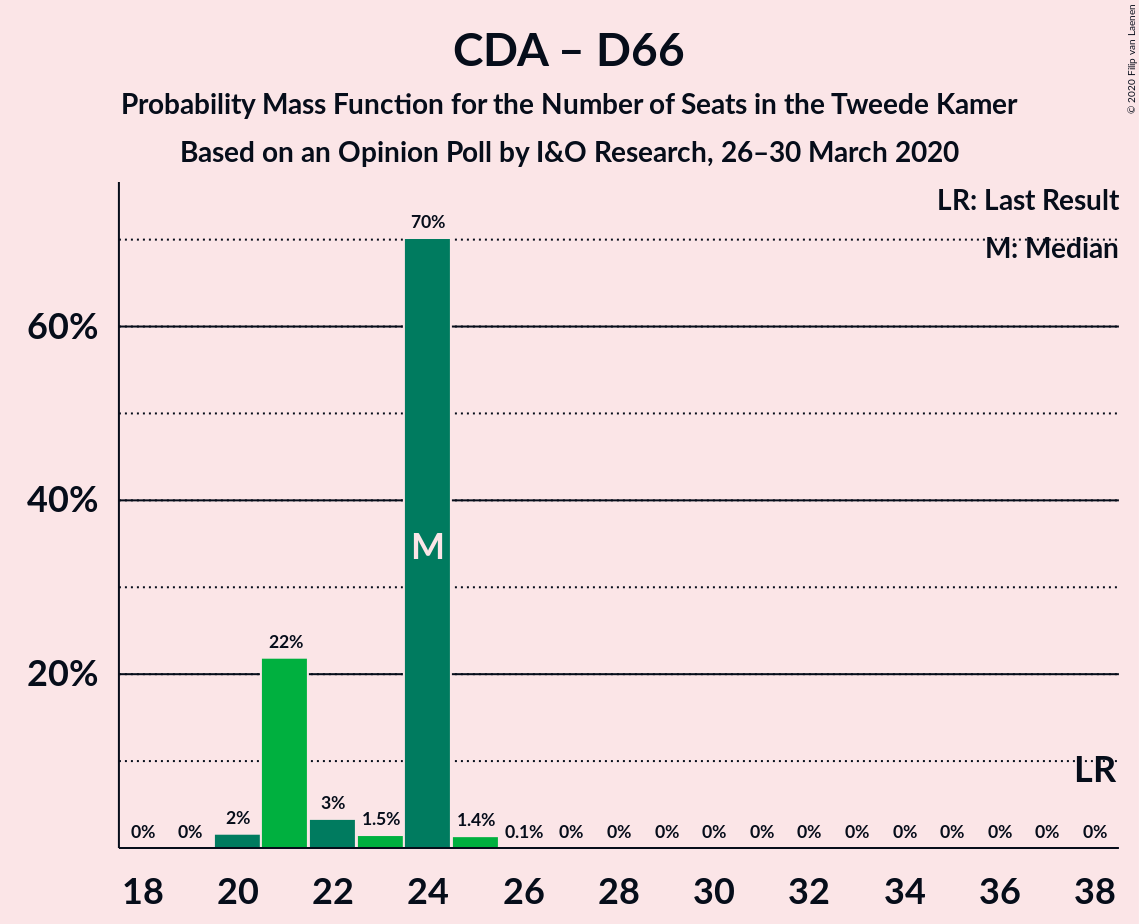 CDA – D66
Probability Mass Function for the Number of Seats in the Tweede Kamer
Based on an Opinion Poll by I&O Research, 26–30 March 2020
© 2020 Filip van Laenen
LR: Last Result
M: Median
70%
60%
40%
M
22%
20%
LR
0% 0% 2% 3% 1.5% 1.4% 0.1% 0% 0% 0% 0% 0% 0% 0% 0% 0% 0% 0% 0%
18 20 22 24 26 28 30 32 34 36 38